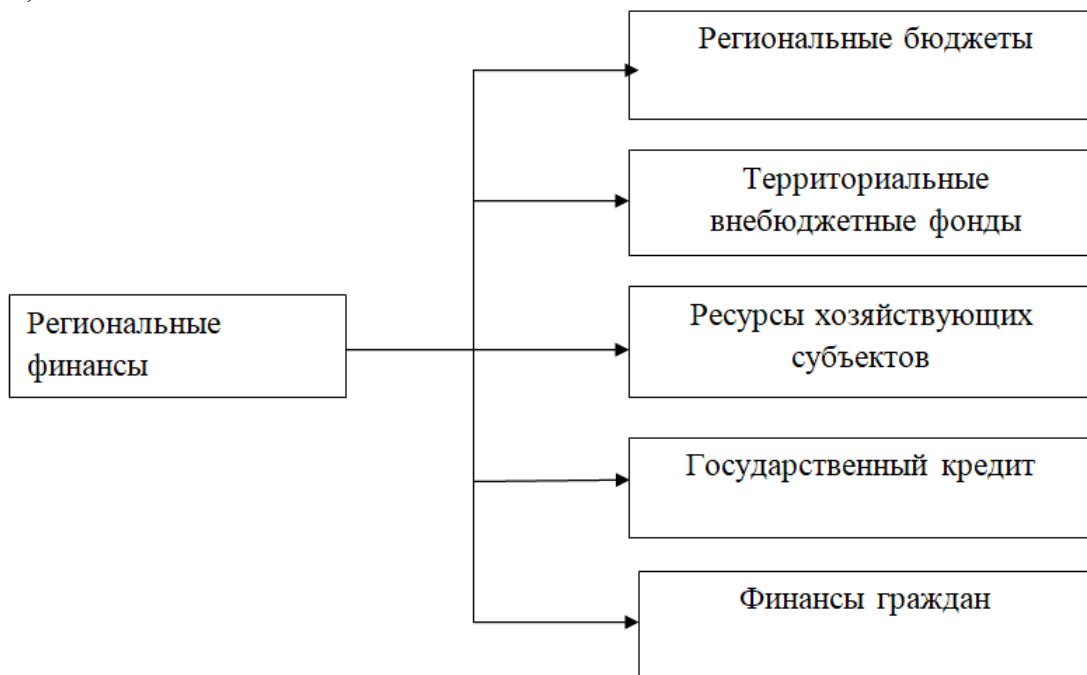 Региональные бюджеты
Территориальные
внебюджетные фонды
Региональные
финансы
Ресурсы хозяйствующих
субъектов
Государственный кредит
Финансы граждан